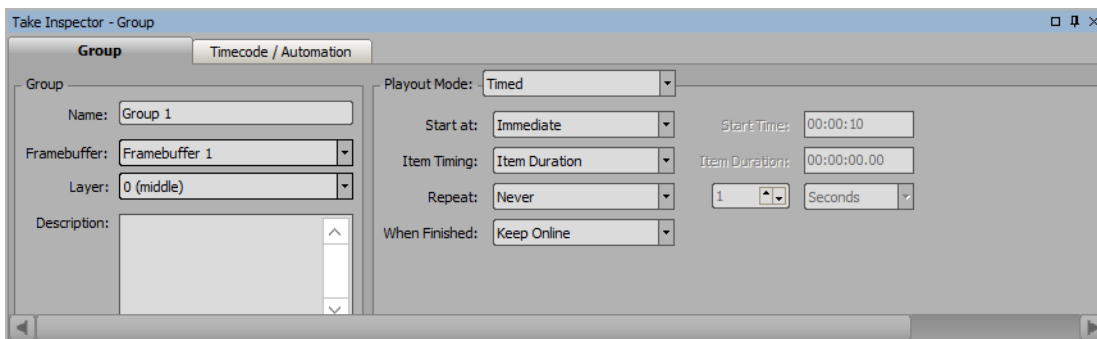 Take Inspector - Group
Group
Timecode / Automation
Group
Name: Group 1
Framebuffer: Framebuffer 1
Layer: 0 (middle)
Description:
Playout Mode: Timed
Start at: Immediate Start Time: 00:00:10
Item Timing: Item Duration Item Duration: 00:00:00.00
Repeat: Never 1 Seconds
When Finished: Keep Online